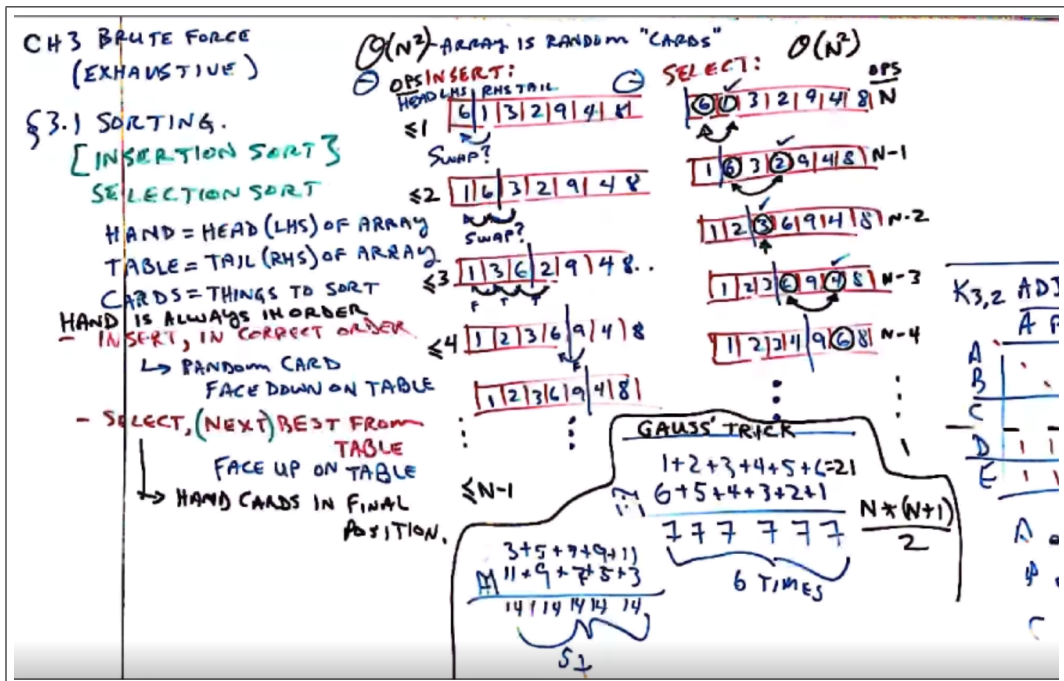 CH3 BRUTE FORCE
(EXHAUSTIVE)
§3.1 SORTING.
[INSERTION SORT}
SELECTION SORT
HAND = HEAD (LHS) OF ARRAY
TABLE = TAIL (RHS) OF ARRAY
CARDS = THINGS TO SORT
HAND IS ALWAYS IN ORDER
- INSERT, IN CORRECT ORDER
↳ RANDOM CARD
FACE DOWN ON TABLE
- SELECT, (NEXT) BEST FROM
TABLE
FACE UP ON TABLE
↳ HAND CARDS IN FINAL
POSITION.
O(N²) - ARRAY IS RANDOM "CARDS"
OPS INSERT:
HEAD LHS | RHS TAIL
≤1 6|1|3|2|9|4|8|
SWAP?
≤2 1|6|3|2|9|4 8
SWAP?
≤3 1|3|6|2|9|4 8..
F T T
≤4 1|2|3|6|9|4|8
F
1|2|3|6|9|4|8|
≤N-1
O(N²)
SELECT:
OPS
6 1 3|2|9|4|8| N
1|6 3 2 9|4|8 N-1
1|2|3|6|9|4|8| N-2
1|2|3|6|9|4|8| N-3
1|2|3|4|9|6|8| N-4
1
GAUSS' TRICK
1+2+3+4+5+6=21
6+5+4+3+2+1
7 7 7 7 7 7
6 TIMES
N*(N+1)
2
3+5+7+9+11
11+9+7+5+3
14 14 14 14 14
K3,2 ADJ
A
A
B
C
D 1 1
E 1 1
A
C